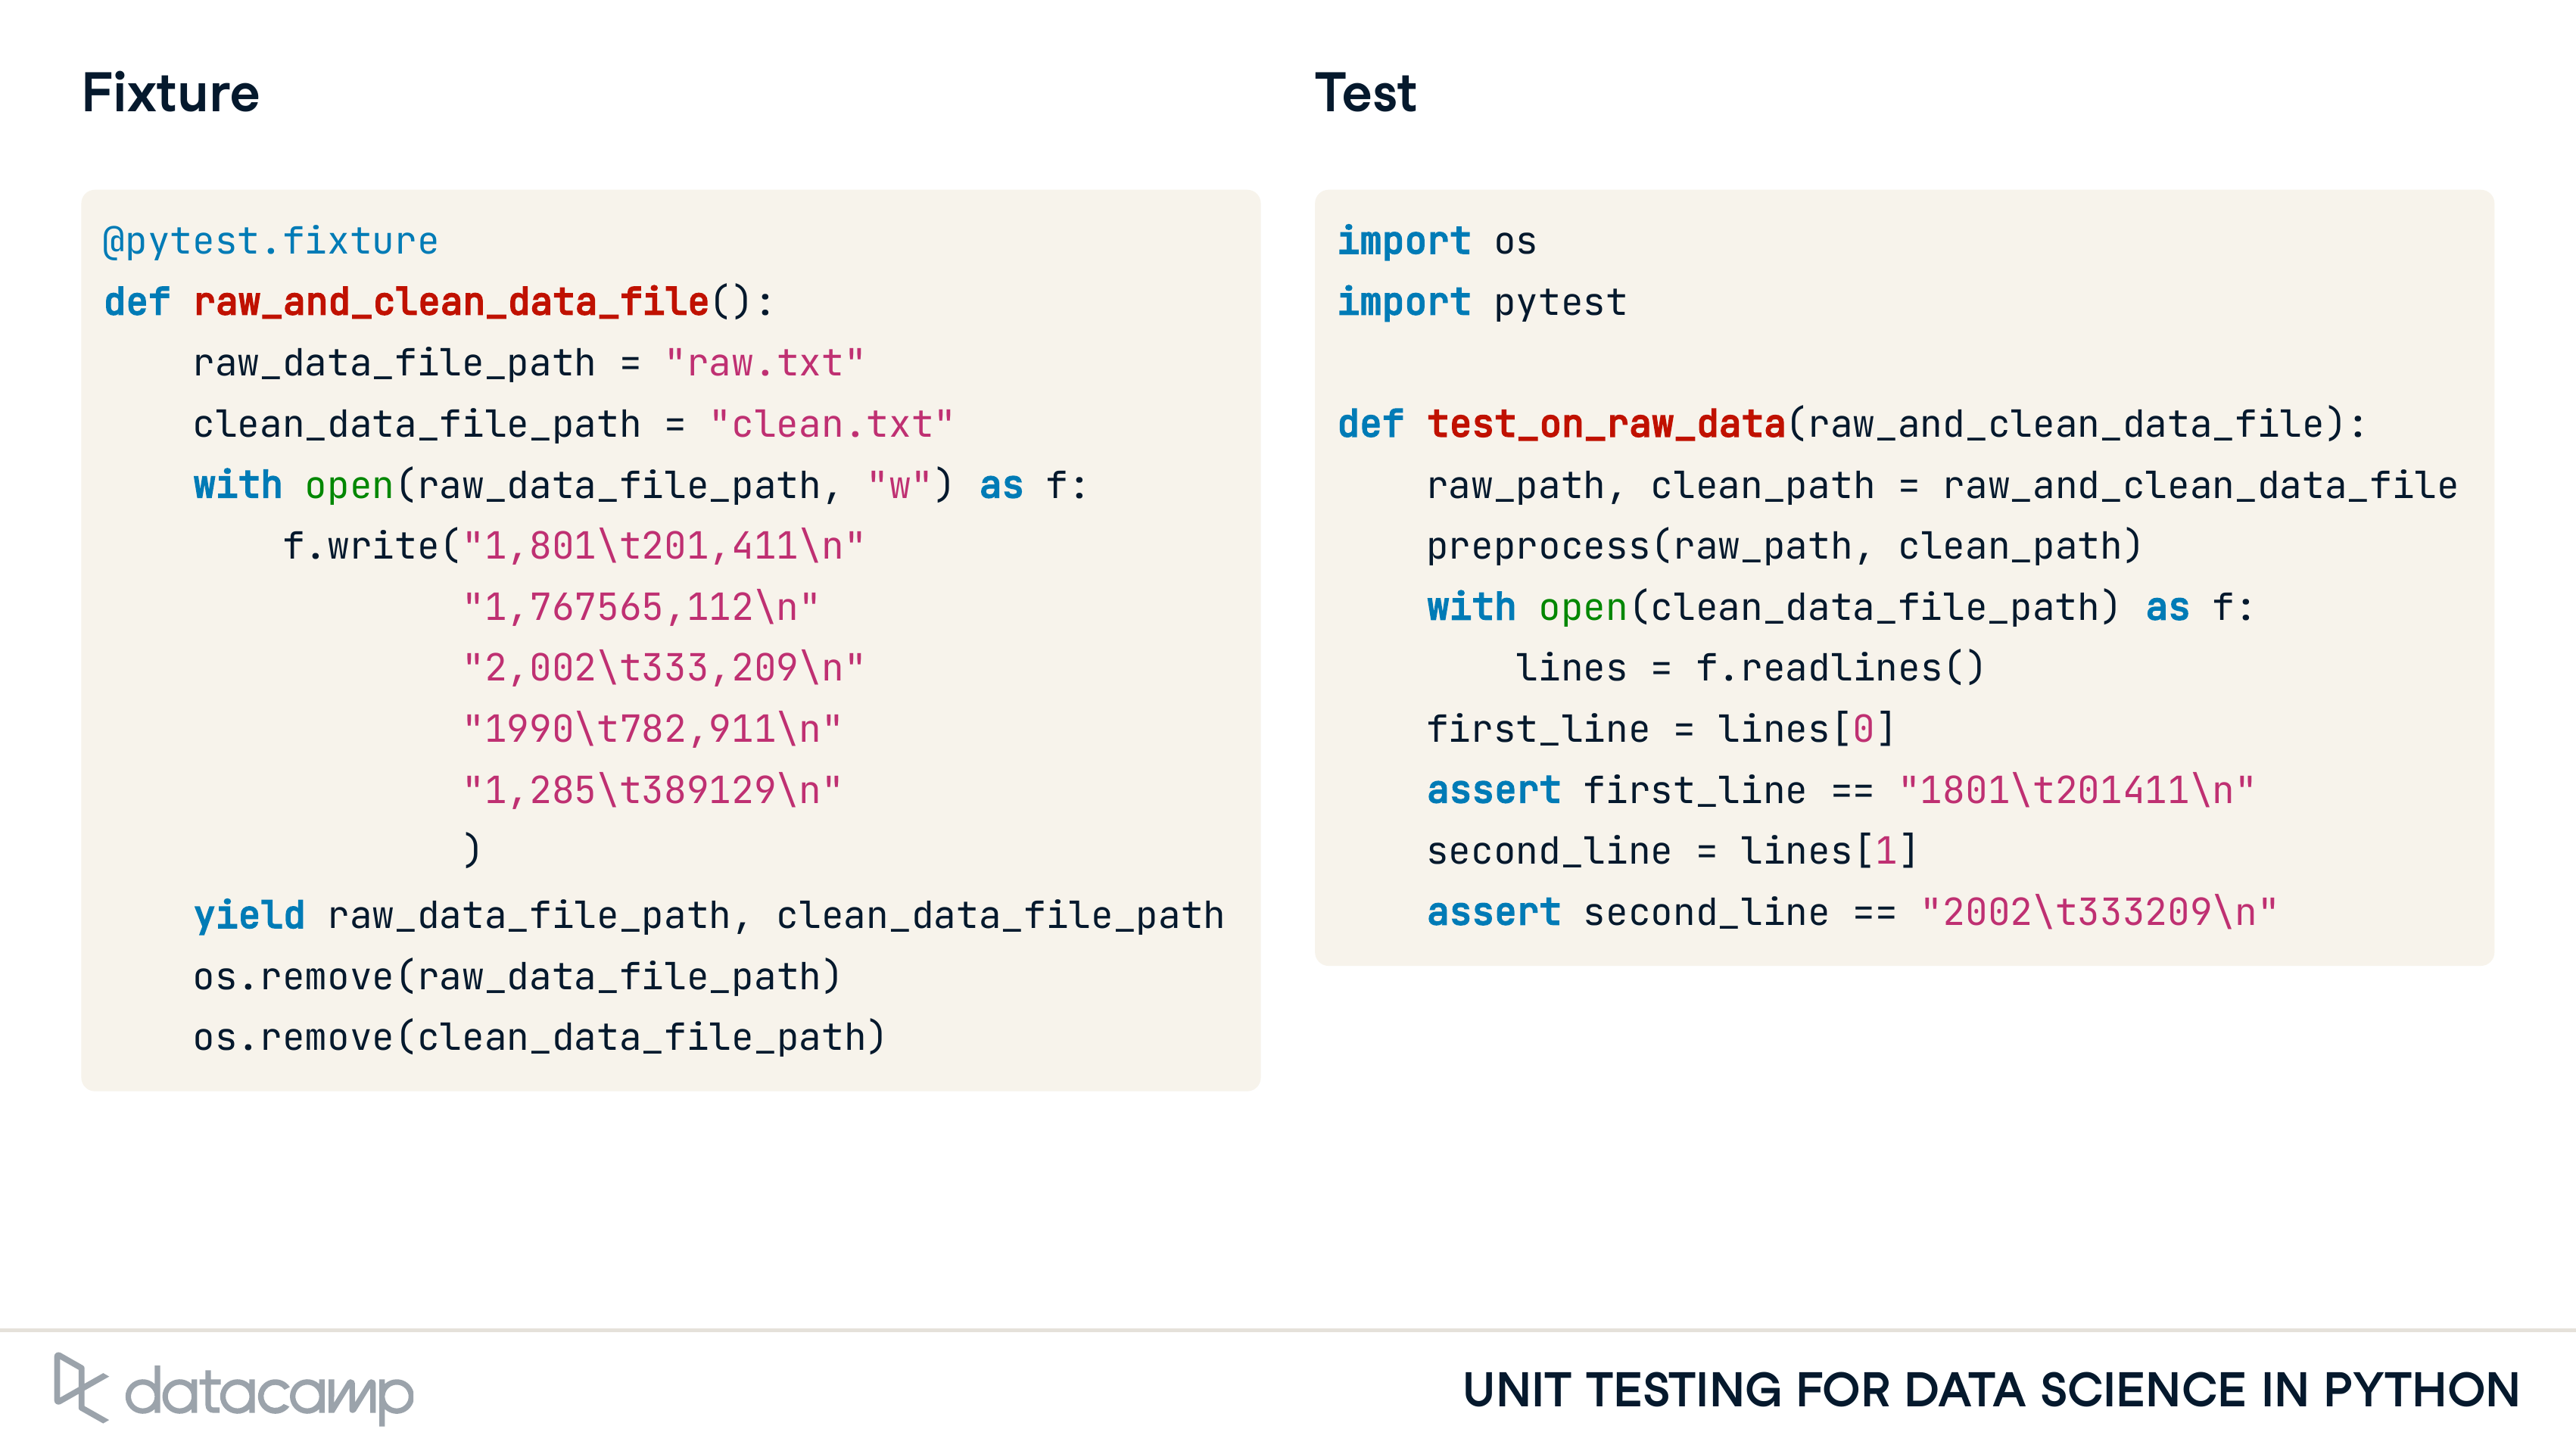 Fixture
@pytest.fixture
def raw_and_clean_data_file():
    raw_data_file_path = "raw.txt"
    clean_data_file_path = "clean.txt"
    with open(raw_data_file_path, "w") as f:
        f.write("1,801\t201,411\n"
                "1,767565,112\n"
                "2,002\t333,209\n"
                "1990\t782,911\n"
                "1,285\t389129\n"
                )
    yield raw_data_file_path, clean_data_file_path
    os.remove(raw_data_file_path)
    os.remove(clean_data_file_path)
Test
import os
import pytest

def test_on_raw_data(raw_and_clean_data_file):
    raw_path, clean_path = raw_and_clean_data_file
    preprocess(raw_path, clean_path)
    with open(clean_data_file_path) as f:
        lines = f.readlines()
    first_line = lines[0]
    assert first_line == "1801\t201411\n"
    second_line = lines[1]
    assert second_line == "2002\t333209\n"
datacamp
UNIT TESTING FOR DATA SCIENCE IN PYTHON